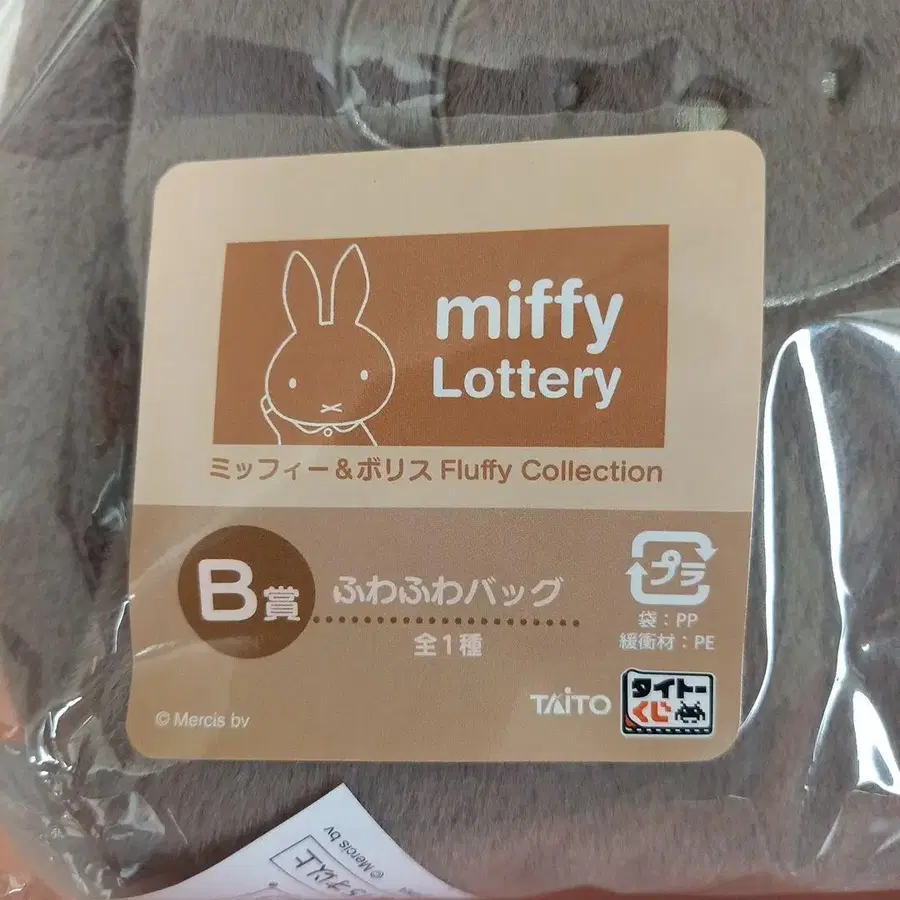 miffy
Lottery
ミッフィー＆ボリス Fluffy Collection
B賞
ふわふわバッグ
全1種
プラ
袋：PP
緩衝材：PE
© Mercis bv
TAITO
タイトーくじ
© Mercis bv